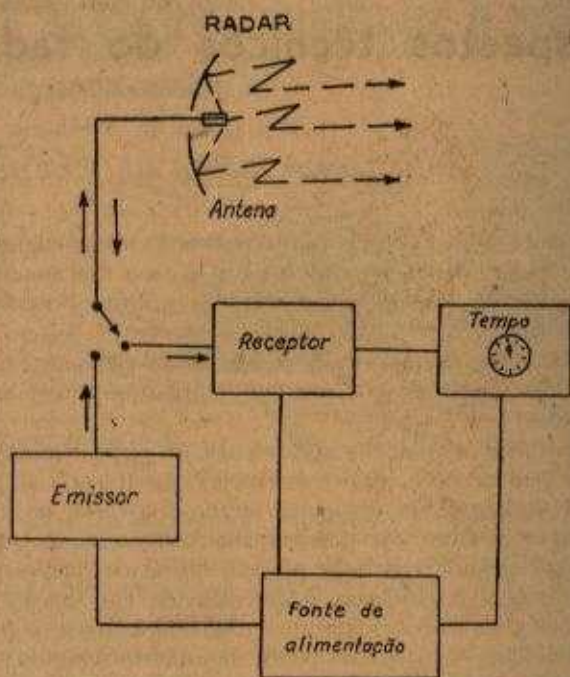 RADAR
Antena
Receptor
Tempo
Emissor
Fonte de
alimentação